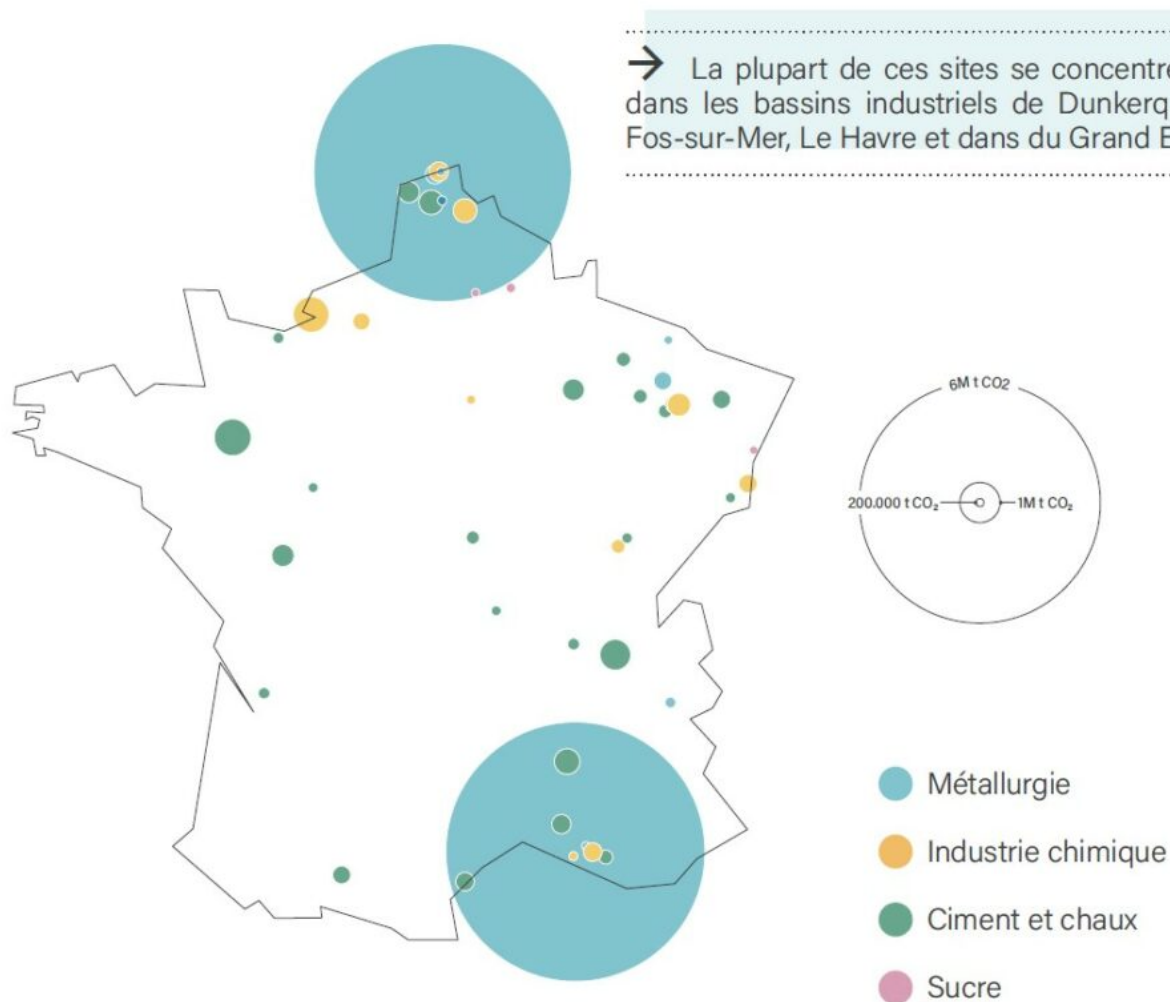 → La plupart de ces sites se concentre
dans les bassins industriels de Dunkerq
Fos-sur-Mer, Le Havre et dans du Grand E
6M t CO2
200.000 t CO₂
1M t CO₂
Métallurgie
Industrie chimique
Ciment et chaux
Sucre